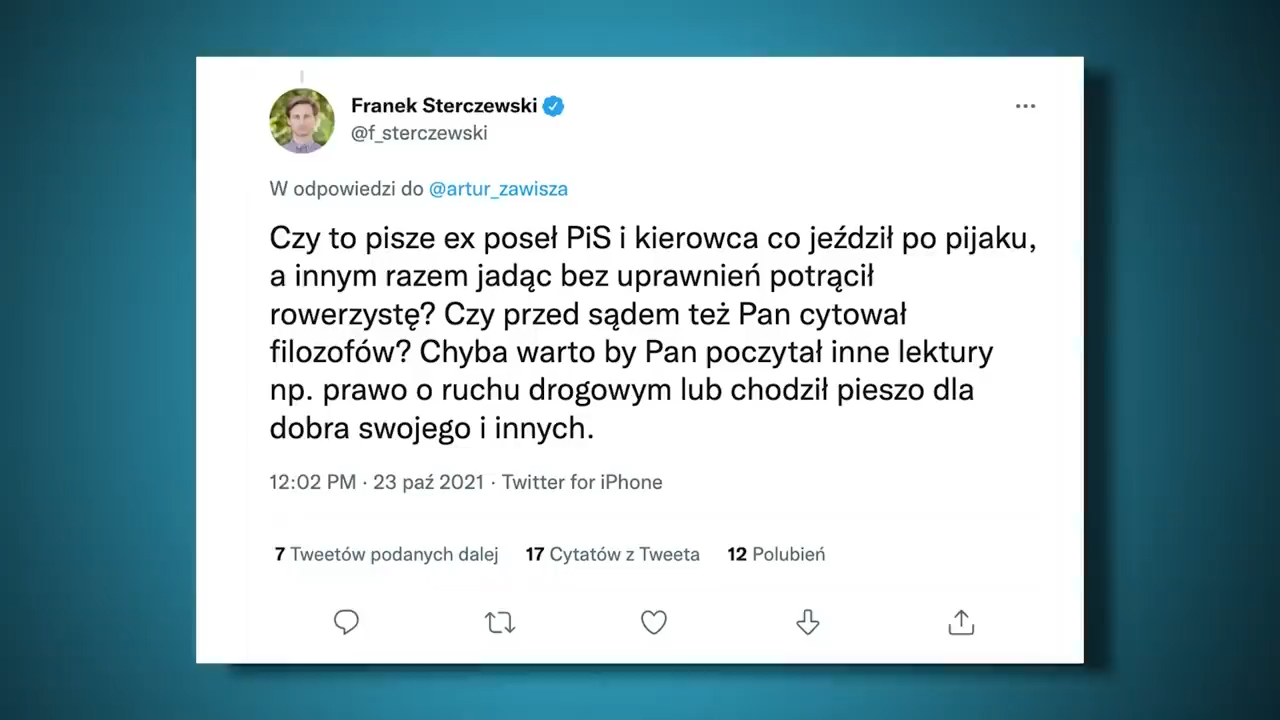 Franek Sterczewski
@f_sterczewski
W odpowiedzi do @artur_zawisza
Czy to pisze ex poseł PiS i kierowca co jeździł po pijaku,
a innym razem jadąc bez uprawnień potrącił
rowerzystę? Czy przed sądem też Pan cytował
filozofów? Chyba warto by Pan poczytał inne lektury
np. prawo o ruchu drogowym lub chodził pieszo dla
dobra swojego i innych.
12:02 PM · 23 paź 2021 · Twitter for iPhone
7 Tweetów podanych dalej 17 Cytatów z Tweeta 12 Polubień